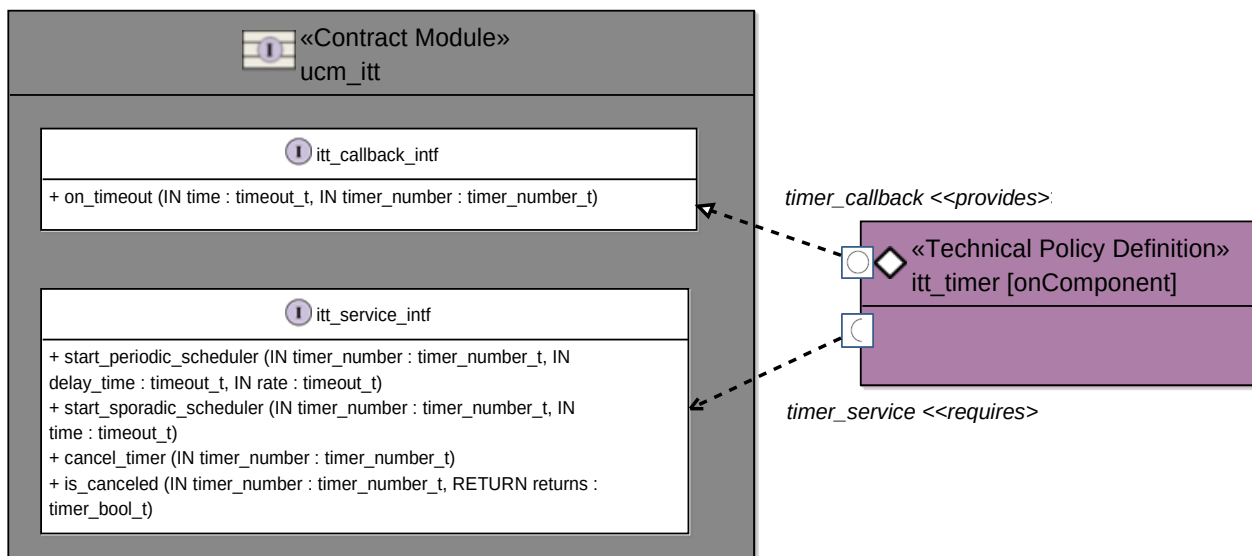 «Contract Module»
ucm_itt
I itt_callback_intf
+ on_timeout (IN time : timeout_t, IN timer_number : timer_number_t)
timer_callback <<provides>
«Technical Policy Definition»
itt_timer [onComponent]
I itt_service_intf
+ start_periodic_scheduler (IN timer_number : timer_number_t, IN
delay_time : timeout_t, IN rate : timeout_t)
+ start_sporadic_scheduler (IN timer_number : timer_number_t, IN
time : timeout_t)
+ cancel_timer (IN timer_number : timer_number_t)
+ is_canceled (IN timer_number : timer_number_t, RETURN returns :
timer_bool_t)
timer_service <<requires>